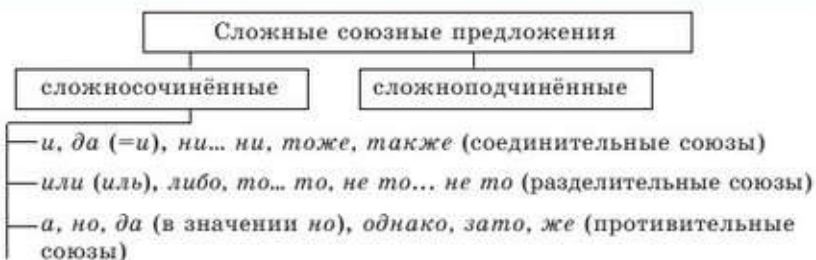 Сложные союзные предложения
сложносочинённые
сложноподчинённые
и, да (=и), ни... ни, тоже, также (соединительные союзы)
или (иль), либо, то... то, не то... не то (разделительные союзы)
а, но, да (в значении но), однако, зато, же (противительные
союзы)